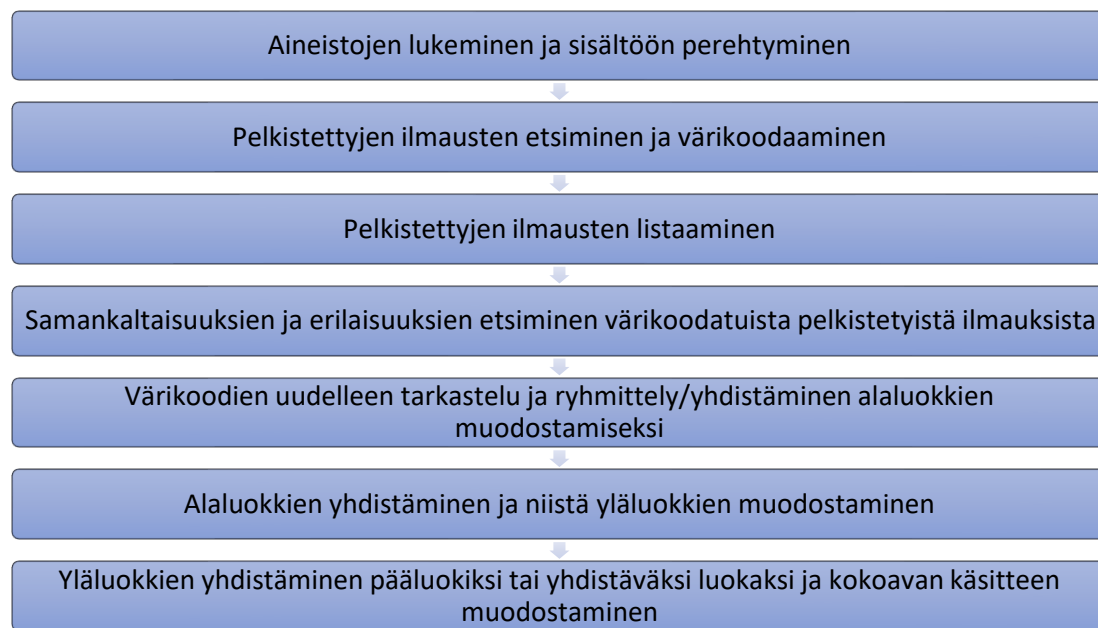 Aineistojen lukeminen ja sisältöön perehtyminen
Pelkistettyjen ilmausten etsiminen ja värikoodaaminen
Pelkistettyjen ilmausten listaaminen
Samankaltaisuuksien ja erilaisuuksien etsiminen värikoodatuista pelkistetyistä ilmauksista
Värikoodien uudelleen tarkastelu ja ryhmittely/yhdistäminen alaluokkien
muodostamiseksi
Alaluokkien yhdistäminen ja niistä yläluokkien muodostaminen
Yläluokkien yhdistäminen pääluokiksi tai yhdistäväksi luokaksi ja kokoavan käsitteen
muodostaminen